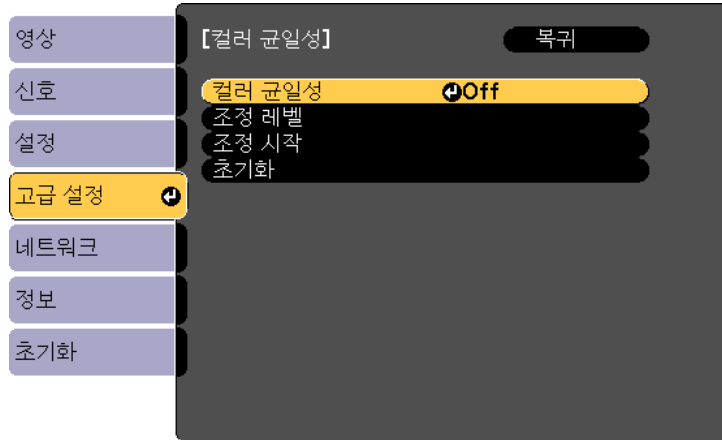 영상
신호
설정
고급 설정
네트워크
정보
초기화
[컬러 균일성] 복귀
컬러 균일성 Off
조정 레벨
조정 시작
초기화